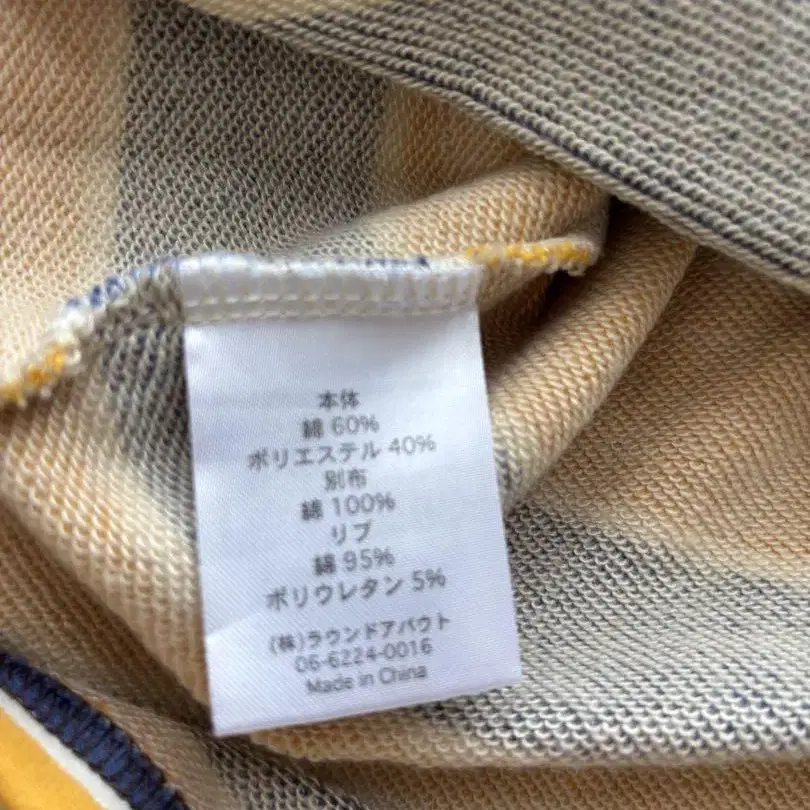 本体
綿 60%
ポリエステル 40%
別布
綿 100%
リブ
綿 95%
ポリウレタン 5%
(株)ラウンドアバウト
06-6224-0016
Made in China